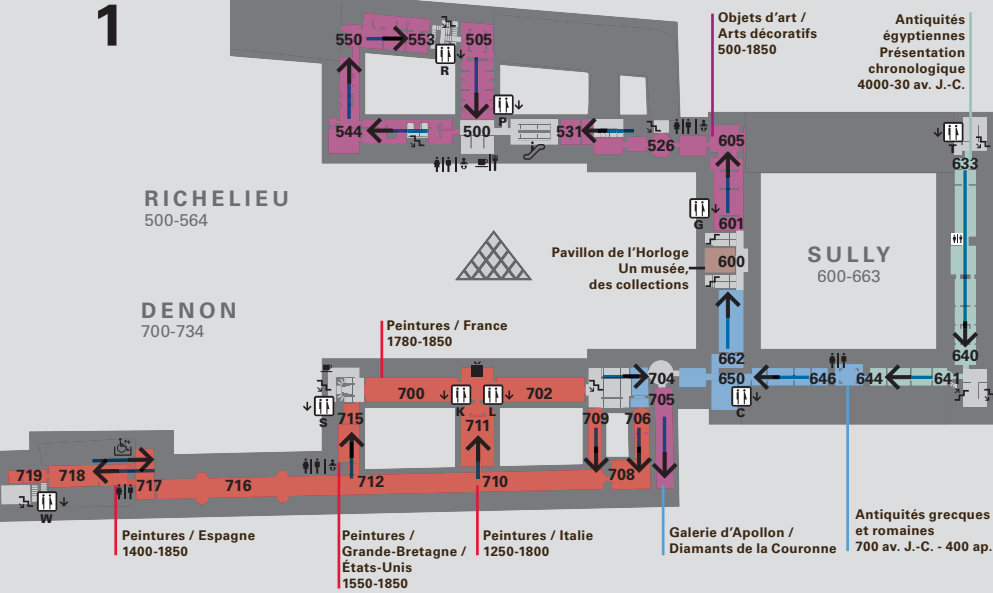 1
Objets d'art /
Arts décoratifs
500-1850
Antiquités
égyptiennes
Présentation
chronologique
4000-30 av. J.-C.
550
553
505
R
P
544
500
531
526
605
T
633
RICHELIEU
500-564
G
601
Pavillon de l'Horloge
Un musée,
des collections
600
SULLY
600-663
DENON
700-734
Peintures / France
1780-1850
662
640
700
702
704
650
646
644
641
705
K
L
C
S
715
711
709
706
719
718
717
716
712
710
708
W
Peintures / Espagne
1400-1850
Peintures /
Grande-Bretagne /
États-Unis
1550-1850
Peintures / Italie
1250-1800
Galerie d'Apollon /
Diamants de la Couronne
Antiquités grecques
et romaines
700 av. J.-C. - 400 ap.